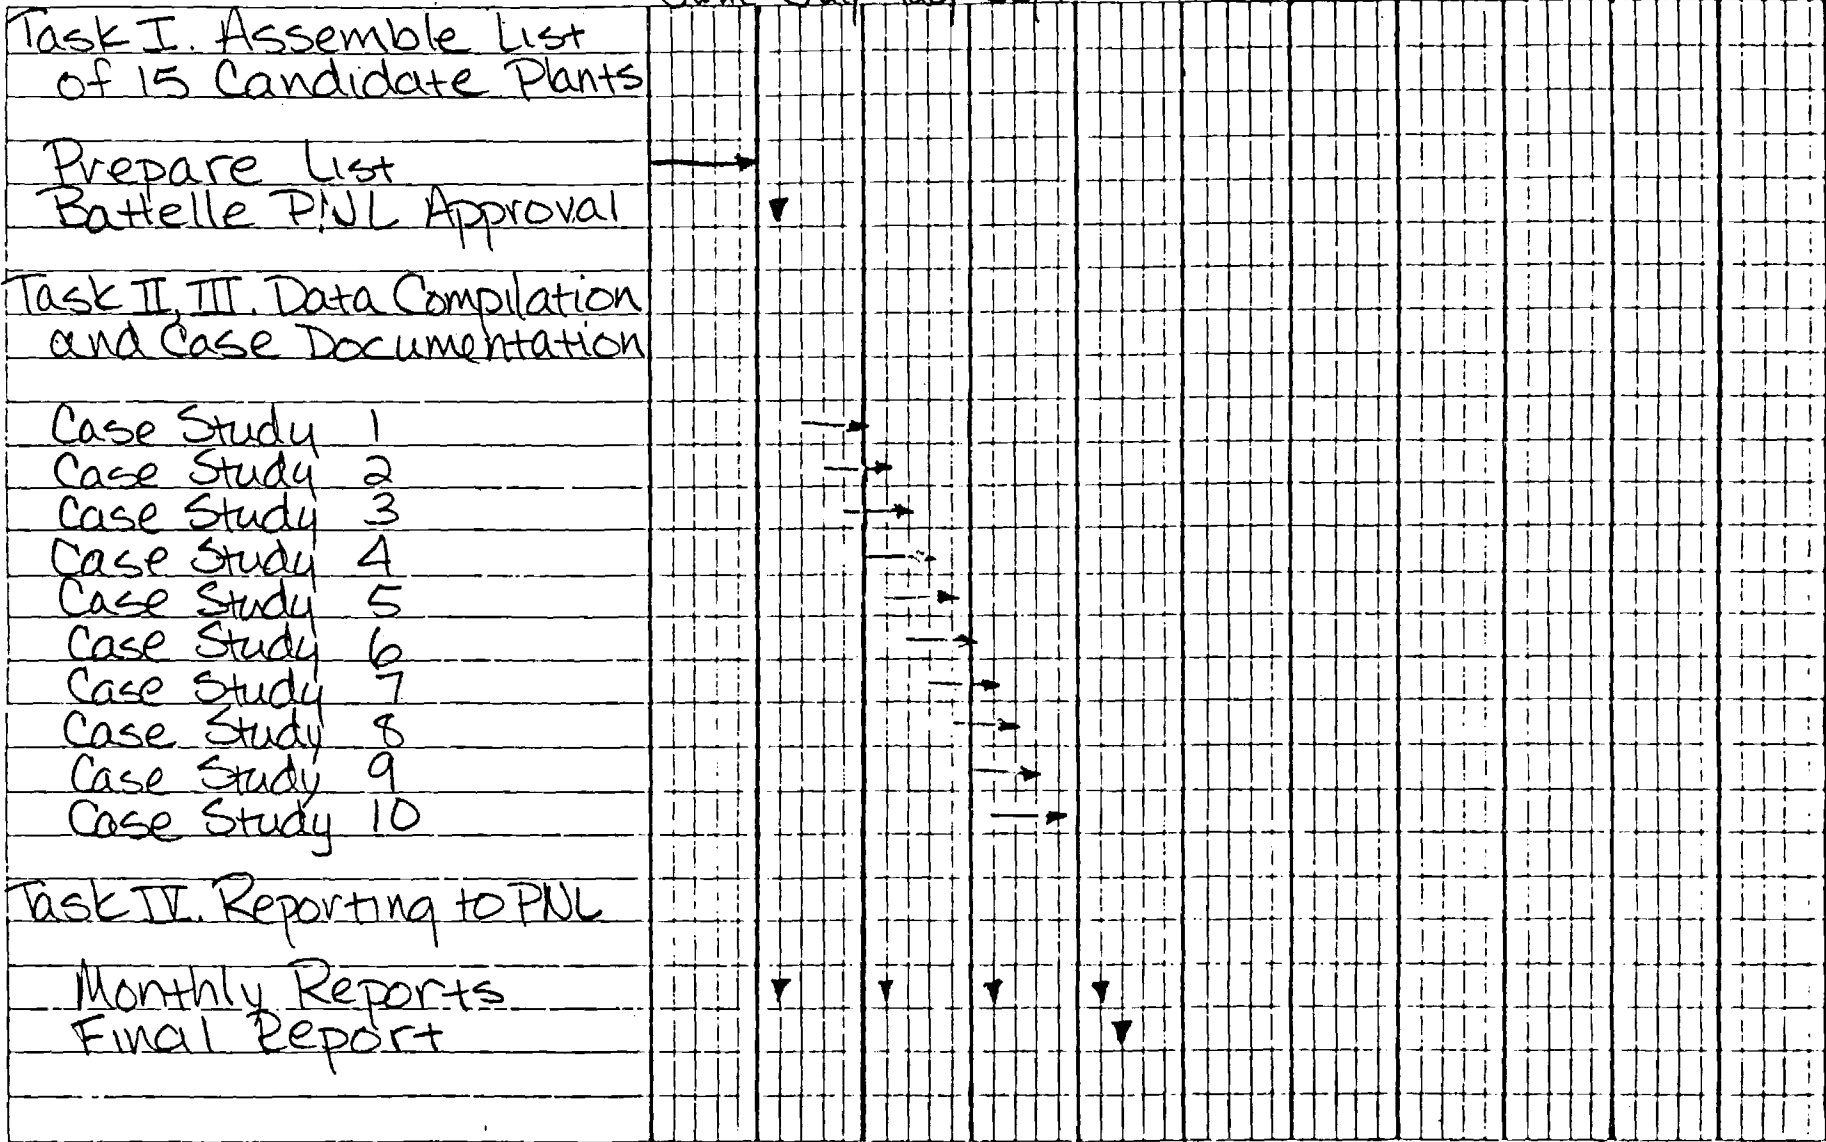 Task I. Assemble List
of 15 Candidate Plants
Prepare List
Battelle PNL Approval
Task II, III. Data Compilation
and Case Documentation
Case Study 1
Case Study 2
Case Study 3
Case Study 4
Case Study 5
Case Study 6
Case Study 7
Case Study 8
Case Study 9
Case Study 10
Task IV. Reporting to PNL
Monthly Reports
Final Report